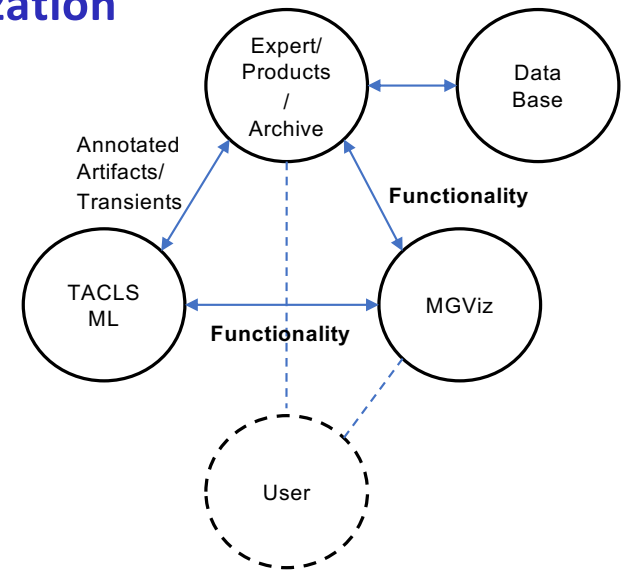 zation
Expert/
Products
/
Archive
Data
Base
Annotated
Artifacts/
Transients
Functionality
TACLS
ML
MGViz
Functionality
User